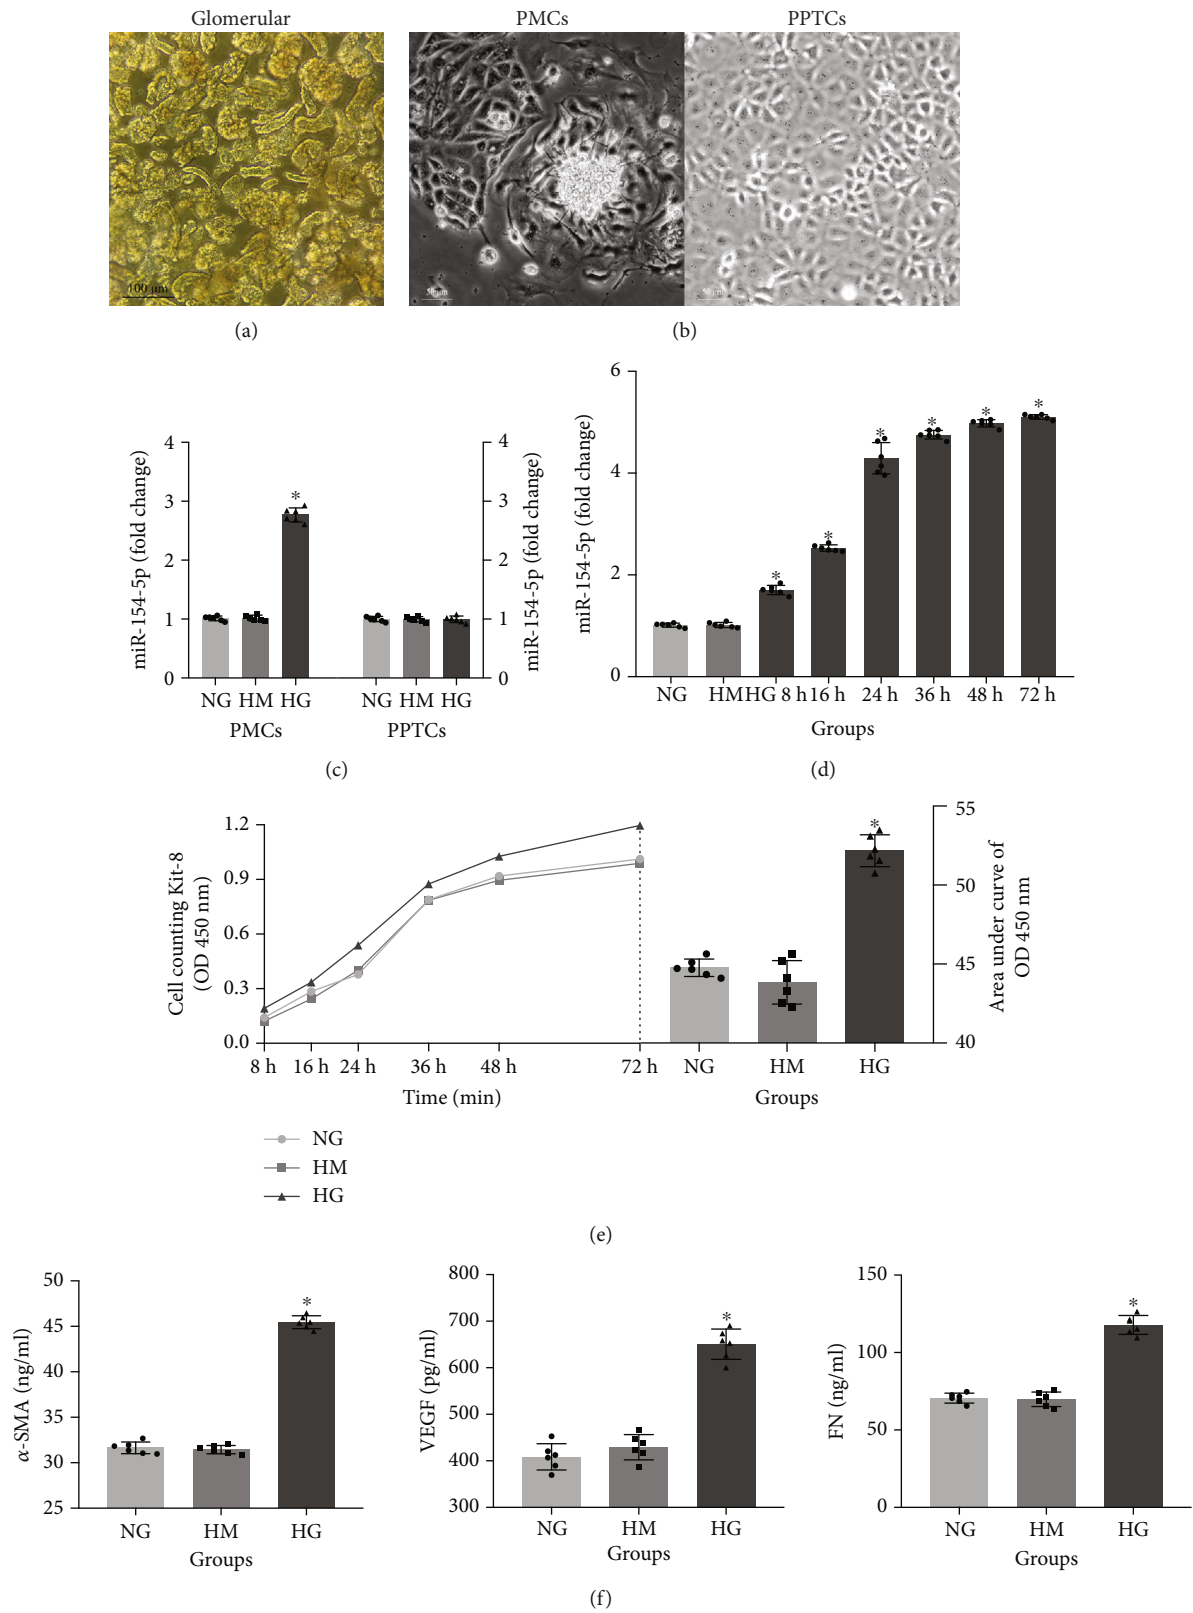 Glomerular
PMCs
PPTCs
100 μm
50 μm
50 μm
(a)
(b)
miR-154-5p (fold change)
4
3
2
1
0
NG HM HG
PMCs
NG HM HG
PPTCs
4
3
2
1
0
miR-154-5p (fold change)
(c)
miR-154-5p (fold change)
6
4
2
0
NG HM HG 8 h 16 h 24 h 36 h 48 h 72 h
Groups
(d)
Cell counting Kit-8
(OD 450 nm)
1.2
0.9
0.6
0.3
0.0
8 h 16 h 24 h 36 h 48 h 72 h
Time (min)
NG
HM
HG
NG HM HG
Groups
55
50
45
40
Area under curve of
OD 450 nm
(e)
α-SMA (ng/ml)
50
45
40
35
30
25
NG HM HG
Groups
VEGF (pg/ml)
800
700
600
500
400
300
NG HM HG
Groups
FN (ng/ml)
150
100
50
0
NG HM HG
Groups
(f)
*
*
*
*
*
*
*
*
*
*
*